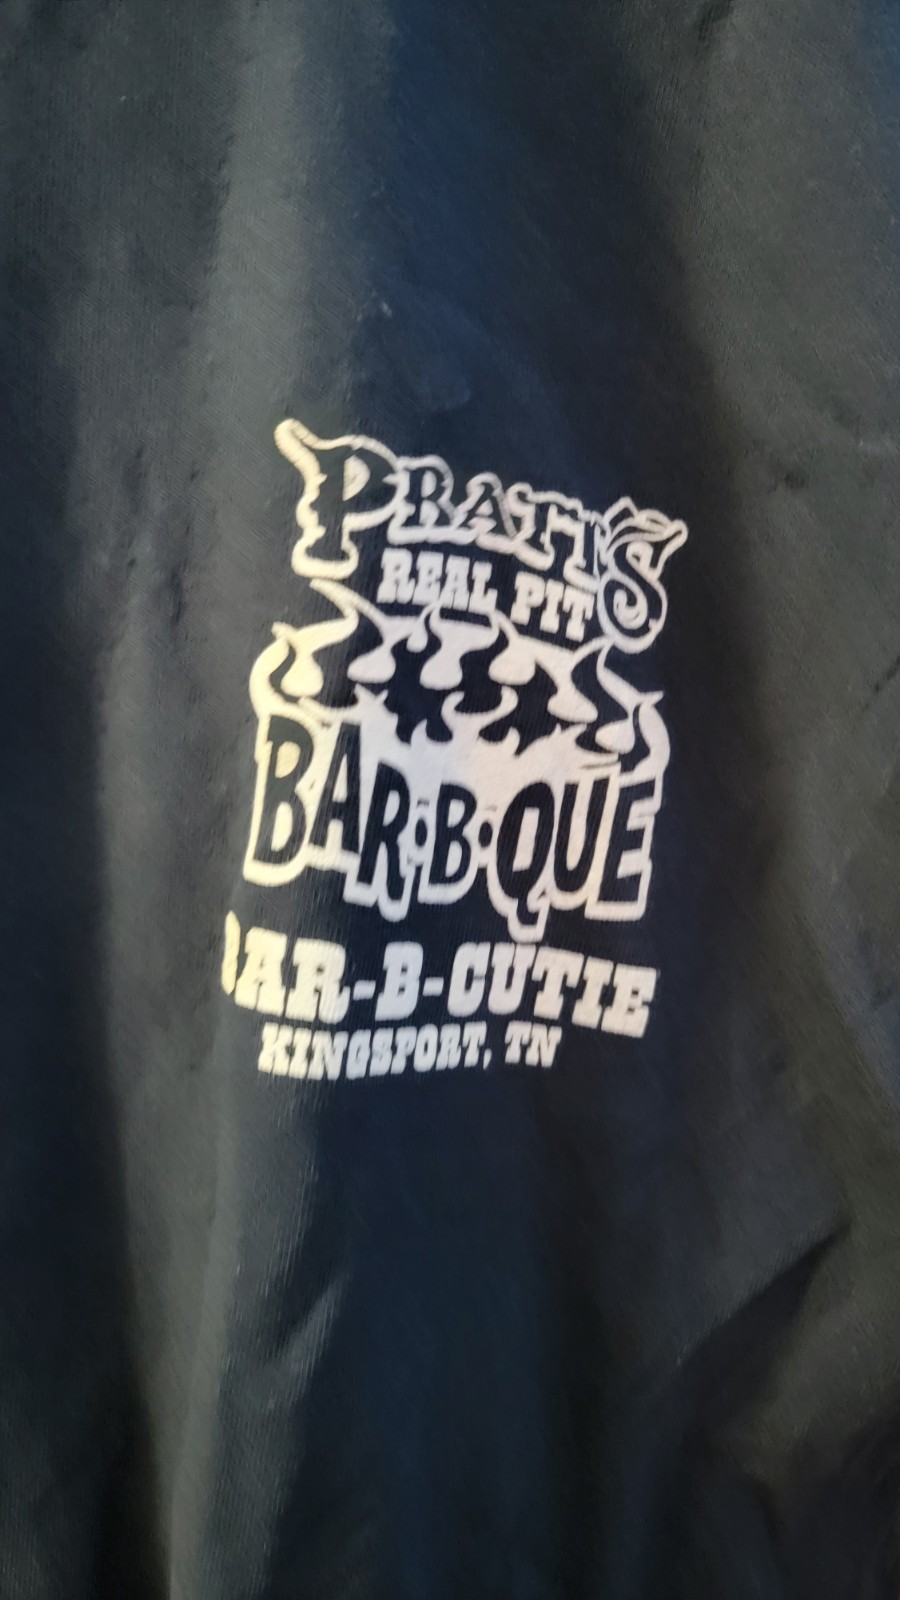 PRATT'S
REAL PIT
BAR·B·QUE
BAR-B-CUTIE
KINGSPORT, TN